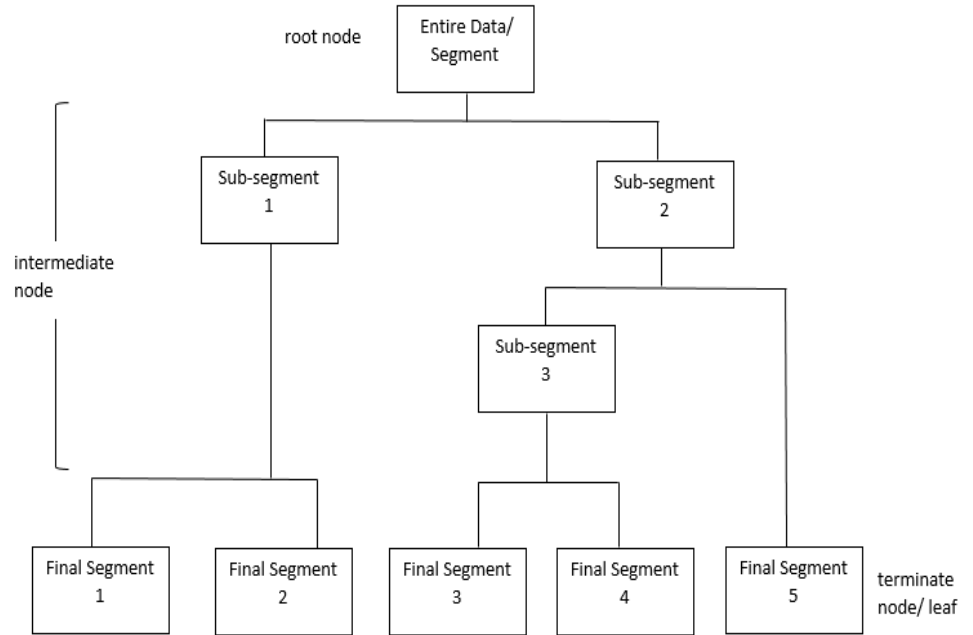 root node
Entire Data/
Segment
Sub-segment
1
Sub-segment
2
intermediate
node
Sub-segment
3
Final Segment
1
Final Segment
2
Final Segment
3
Final Segment
4
Final Segment
5
terminate
node/ leaf